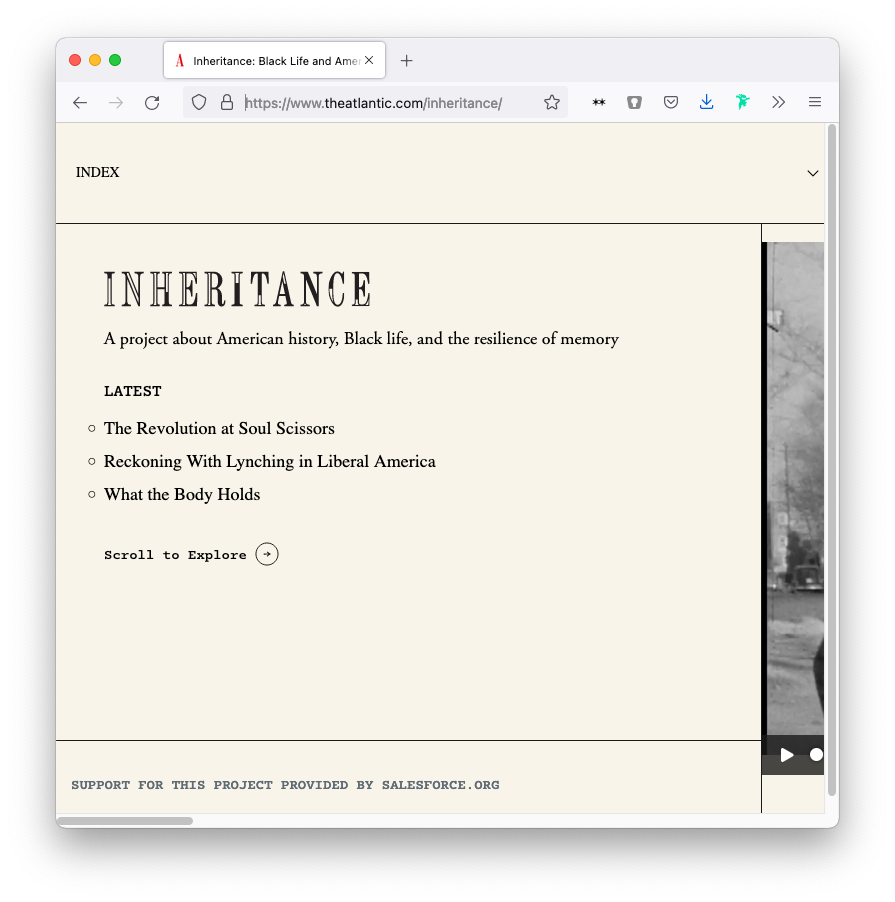 Inheritance: Black Life and Amer
https://www.theatlantic.com/inheritance/
INDEX
INHERITANCE
A project about American history, Black life, and the resilience of memory
LATEST
The Revolution at Soul Scissors
Reckoning With Lynching in Liberal America
What the Body Holds
Scroll to Explore
SUPPORT FOR THIS PROJECT PROVIDED BY SALESFORCE.ORG